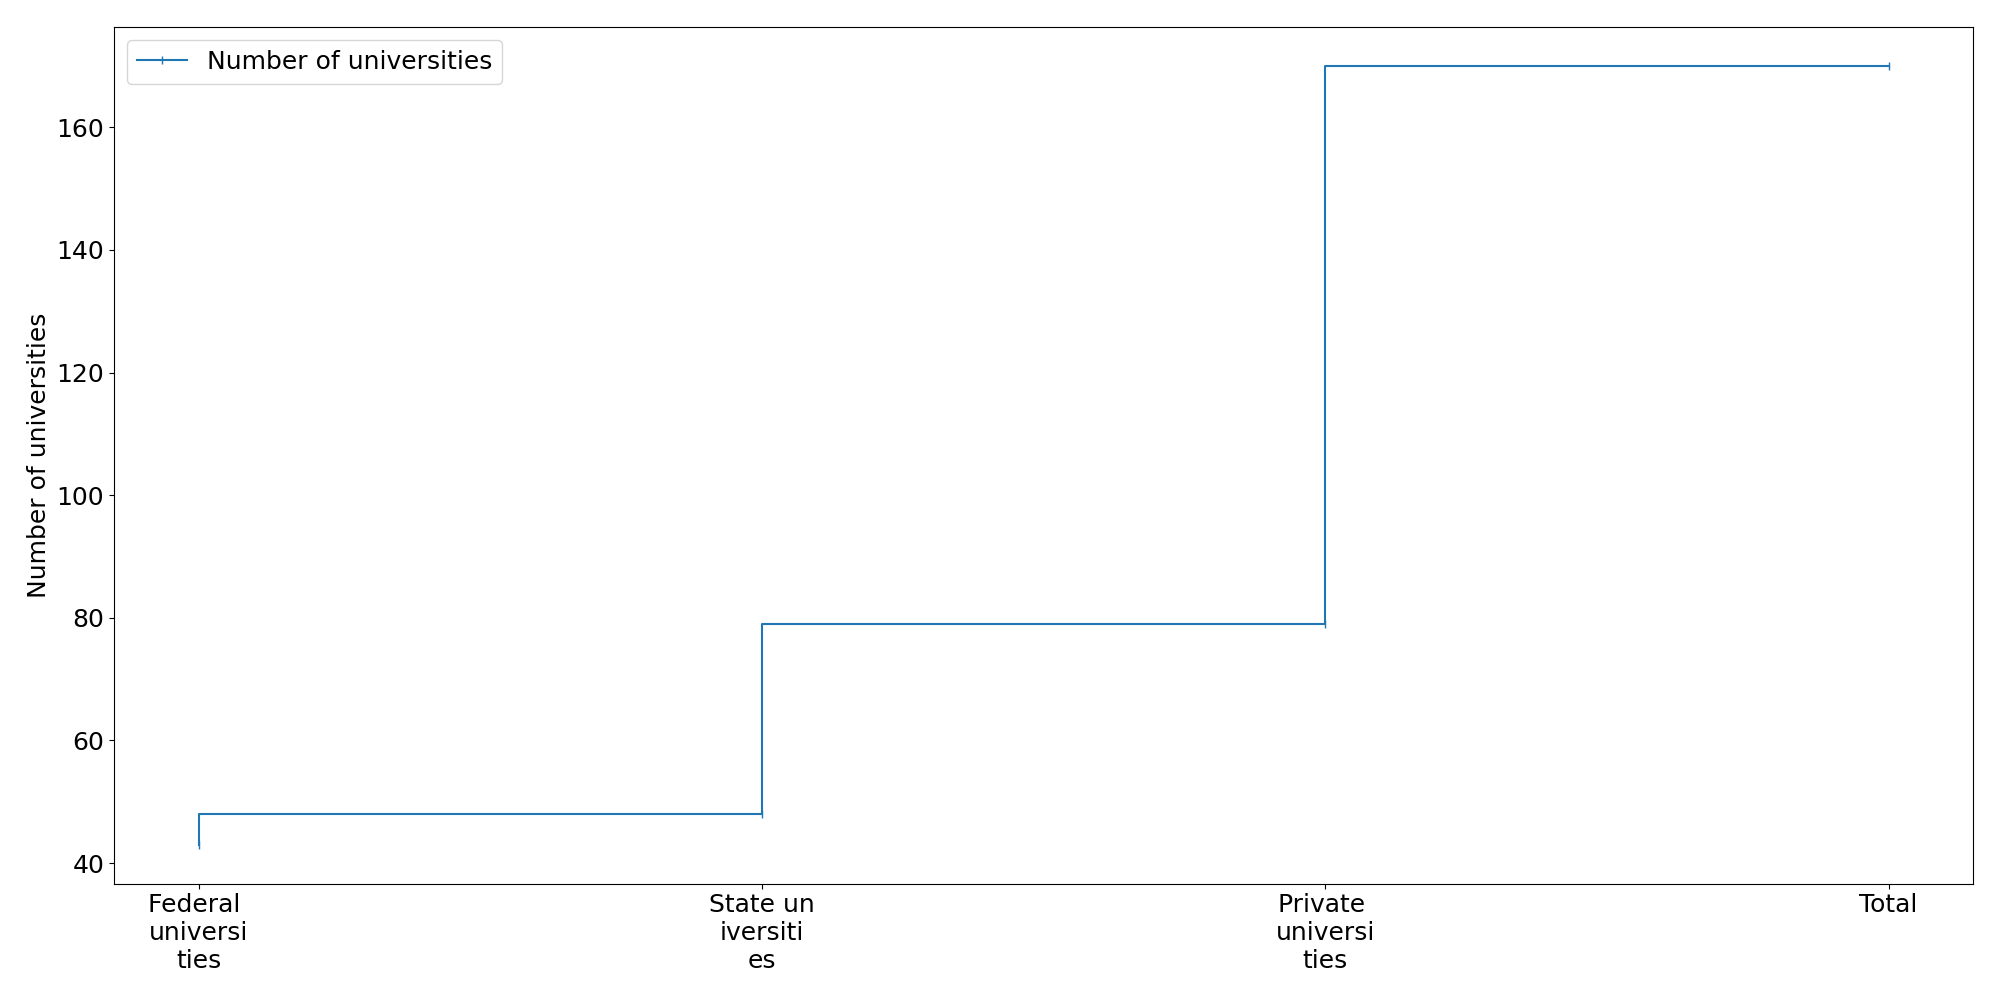 Number of universities
160
140
120
100
80
60
40
Number of universities
Federal
universi
ties
State un
iversiti
es
Private
universi
ties
Total